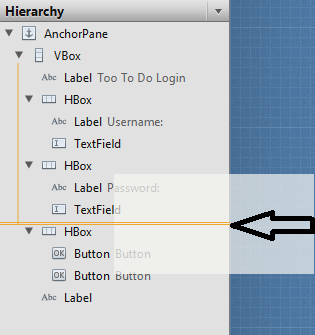 Hierarchy
AnchorPane
VBox
Abc Label Too To Do Login
HBox
Abc Label Username:
TextField
HBox
Abc Label Password:
TextField
HBox
OK Button Button
OK Button Button
Abc Label